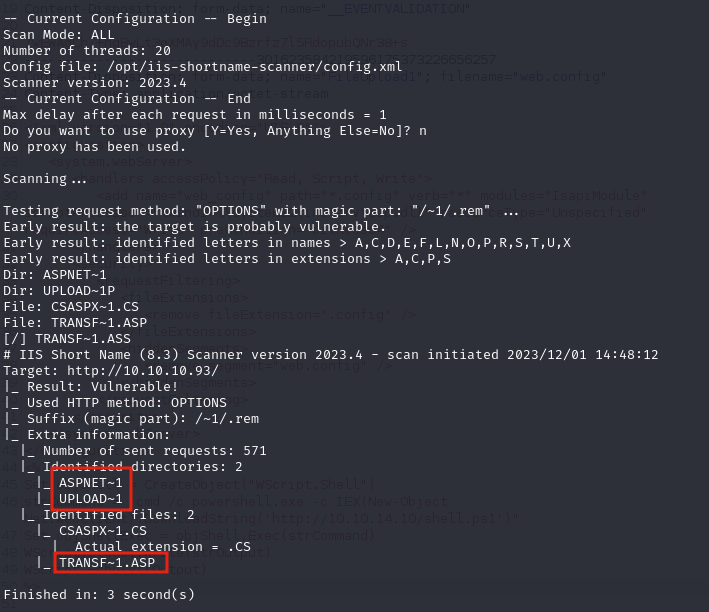 -- Current Configuration -- Begin
Scan Mode: ALL
Number of threads: 20
Config file: /opt/iis-shortname-scanner/config.xml
Scanner version: 2023.4
-- Current Configuration -- End
Max delay after each request in milliseconds = 1
Do you want to use proxy [Y=Yes, Anything Else=No]? n
No proxy has been used.
Scanning...
Testing request method: "OPTIONS" with magic part: "/~1/.rem" ...
Early result: the target is probably vulnerable.
Early result: identified letters in names > A,C,D,E,F,L,N,O,P,R,S,T,U,X
Early result: identified letters in extensions > A,C,P,S
Dir: ASPNET~1
Dir: UPLOAD~1P
File: CSASPX~1.CS
File: TRANSF~1.ASP
[/] TRANSF~1.ASS
# IIS Short Name (8.3) Scanner version 2023.4 - scan initiated 2023/12/01 14:48:12
Target: http://10.10.10.93/
|_ Result: Vulnerable!
|_ Used HTTP method: OPTIONS
|_ Suffix (magic part): /~1/.rem
|_ Extra information:
|_ Number of sent requests: 571
|_ Identified directories: 2
|_ ASPNET~1
|_ UPLOAD~1
|_ Identified files: 2
|_ CSASPX~1.CS
|_ Actual extension = .CS
|_ TRANSF~1.ASP
Finished in: 3 second(s)